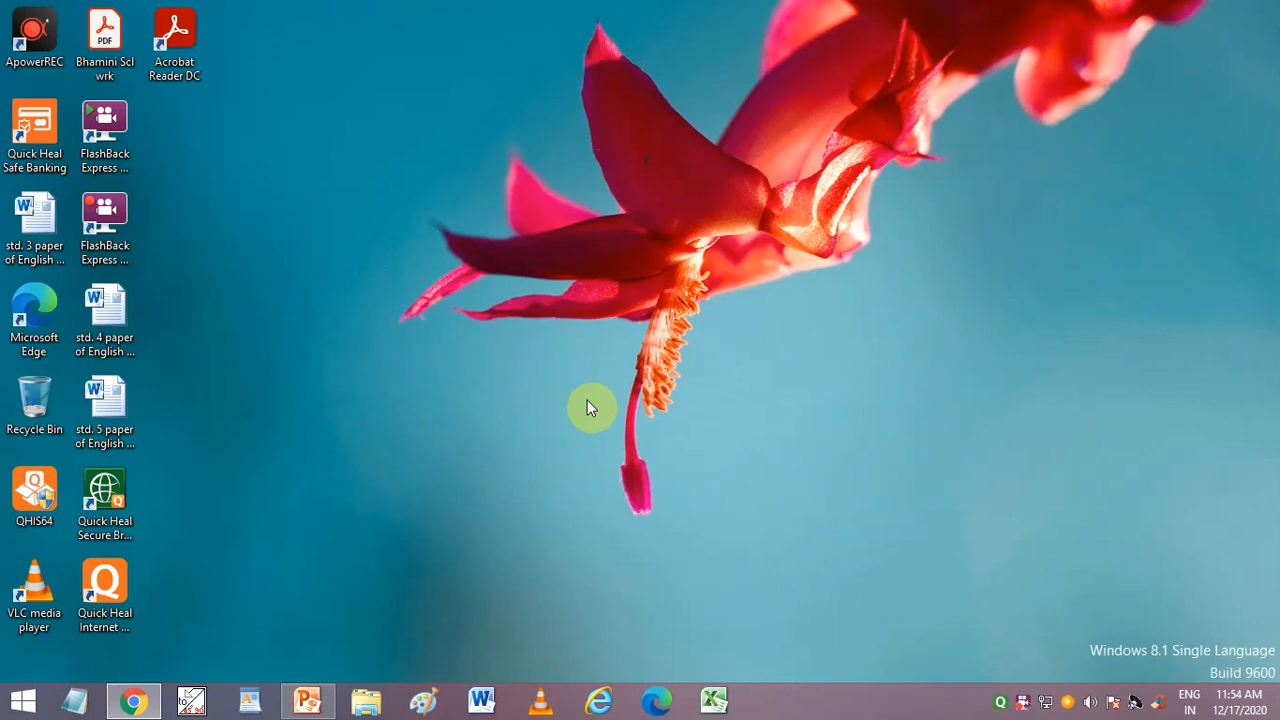 ApowerREC
PDF
Bhamini Scl
wrk
Acrobat
Reader DC
Quick Heal
Safe Banking
FlashBack
Express ...
std. 3 paper
of English ...
FlashBack
Express ...
Microsoft
Edge
std. 4 paper
of English ...
Recycle Bin
std. 5 paper
of English ...
QHIS64
Quick Heal
Secure Br...
VLC media
player
Quick Heal
Internet ...
Windows 8.1 Single Language
Build 9600
ENG
IN
11:54 AM
12/17/2020